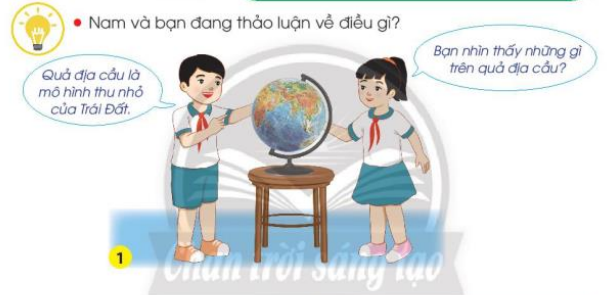 Nam và bạn đang thảo luận về điều gì?
Bạn nhìn thấy những gì
trên quả địa cầu?
Quả địa cầu là
mô hình thu nhỏ
của Trái Đất.
1
Chân trời sáng tạo